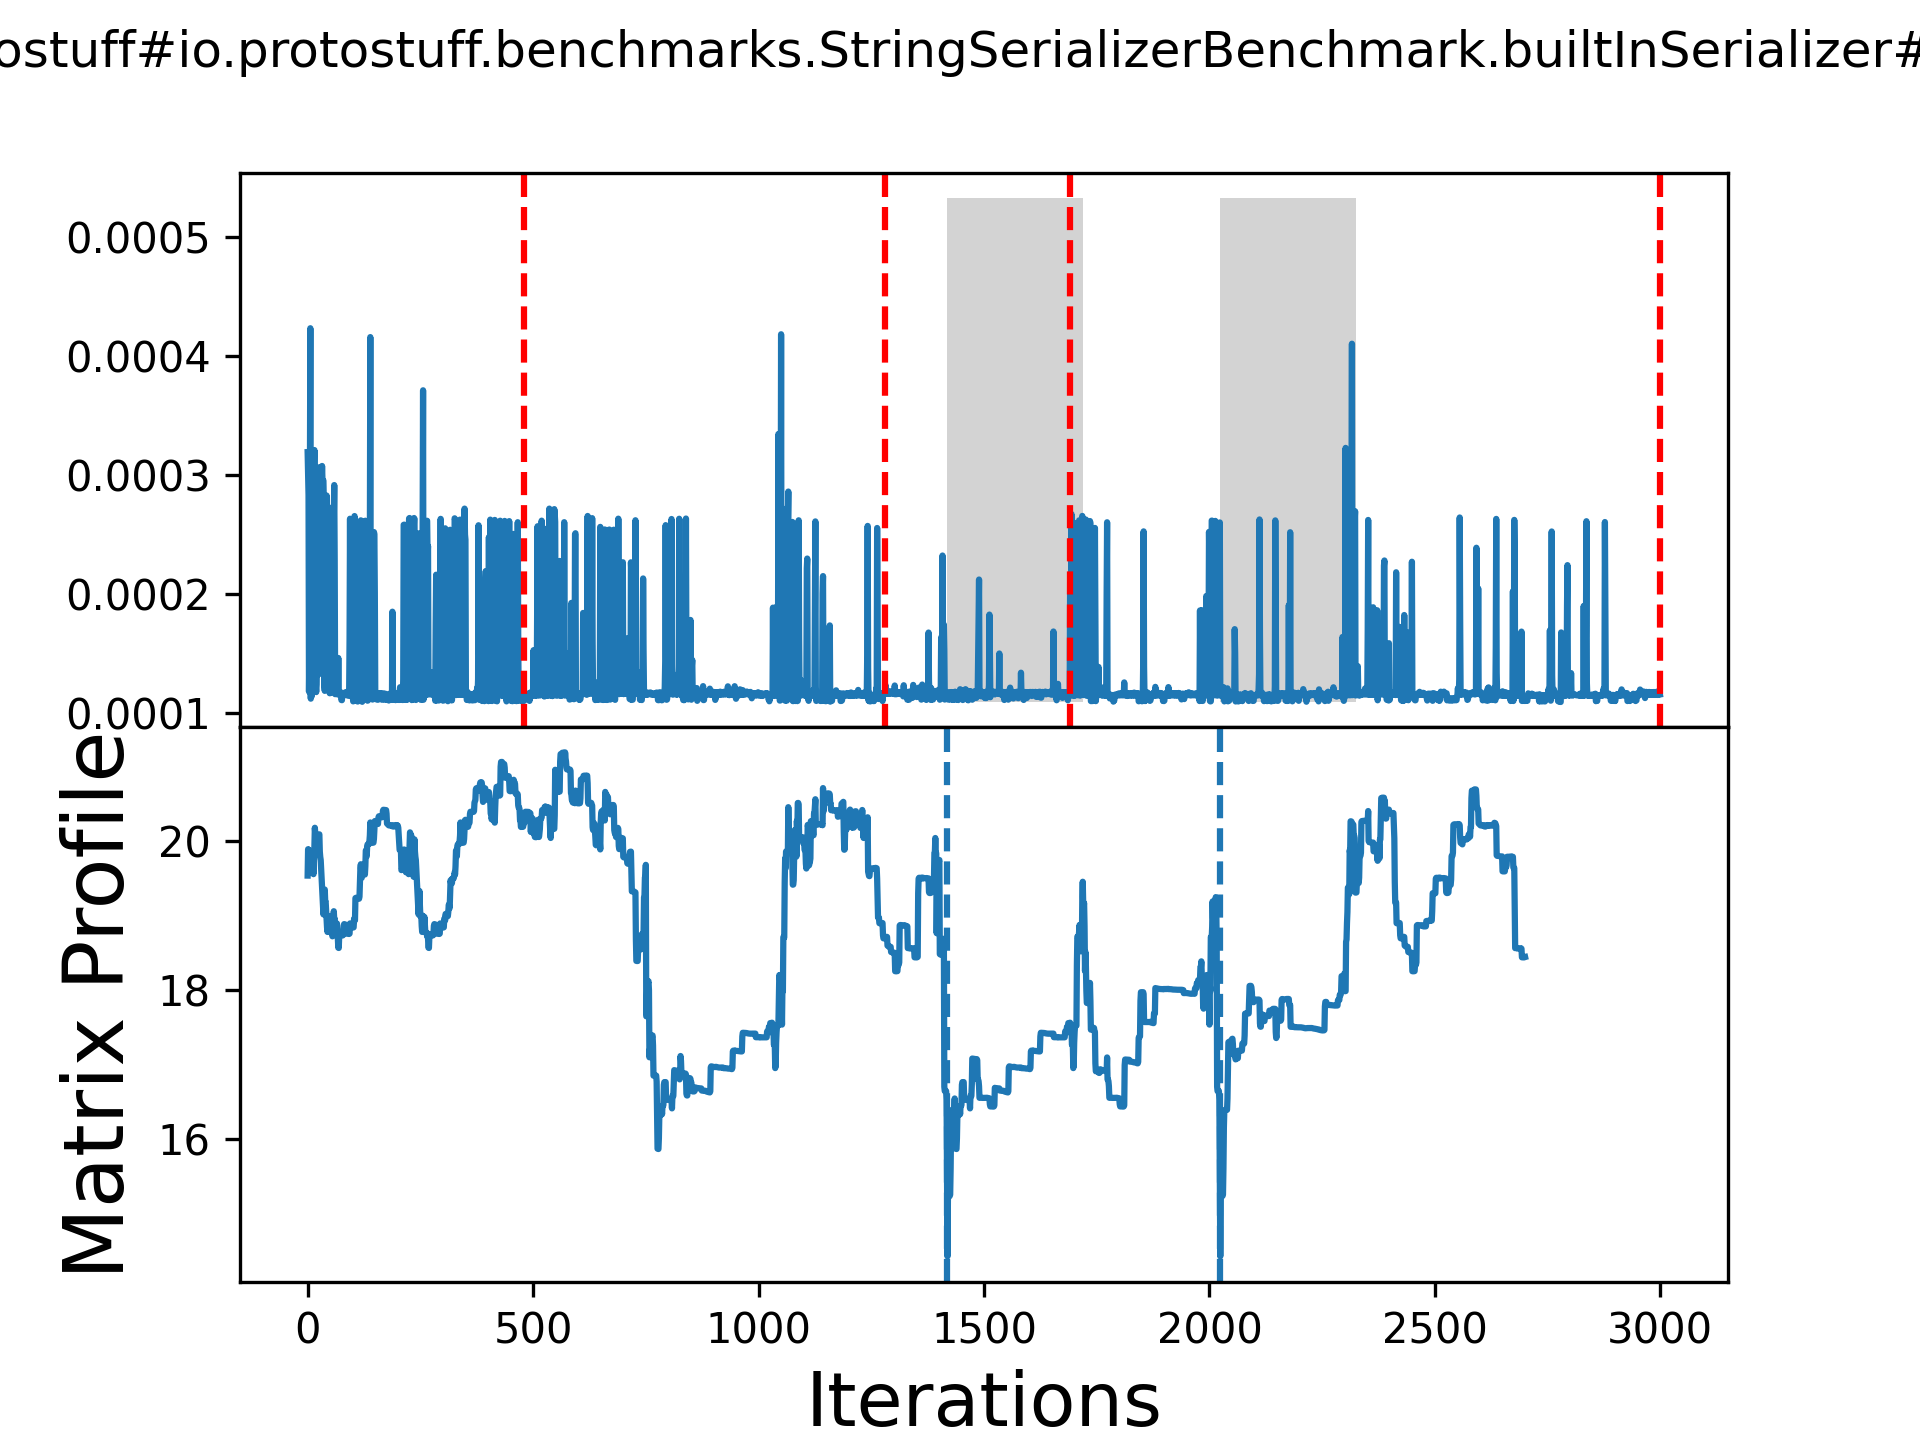 ostuff#io.protostuff.benchmarks.StringSerializerBenchmark.builtInSerializer#
0.0005
0.0004
0.0003
0.0002
0.0001
Matrix Profile
20
18
16
0 500 1000 1500 2000 2500 3000
Iterations